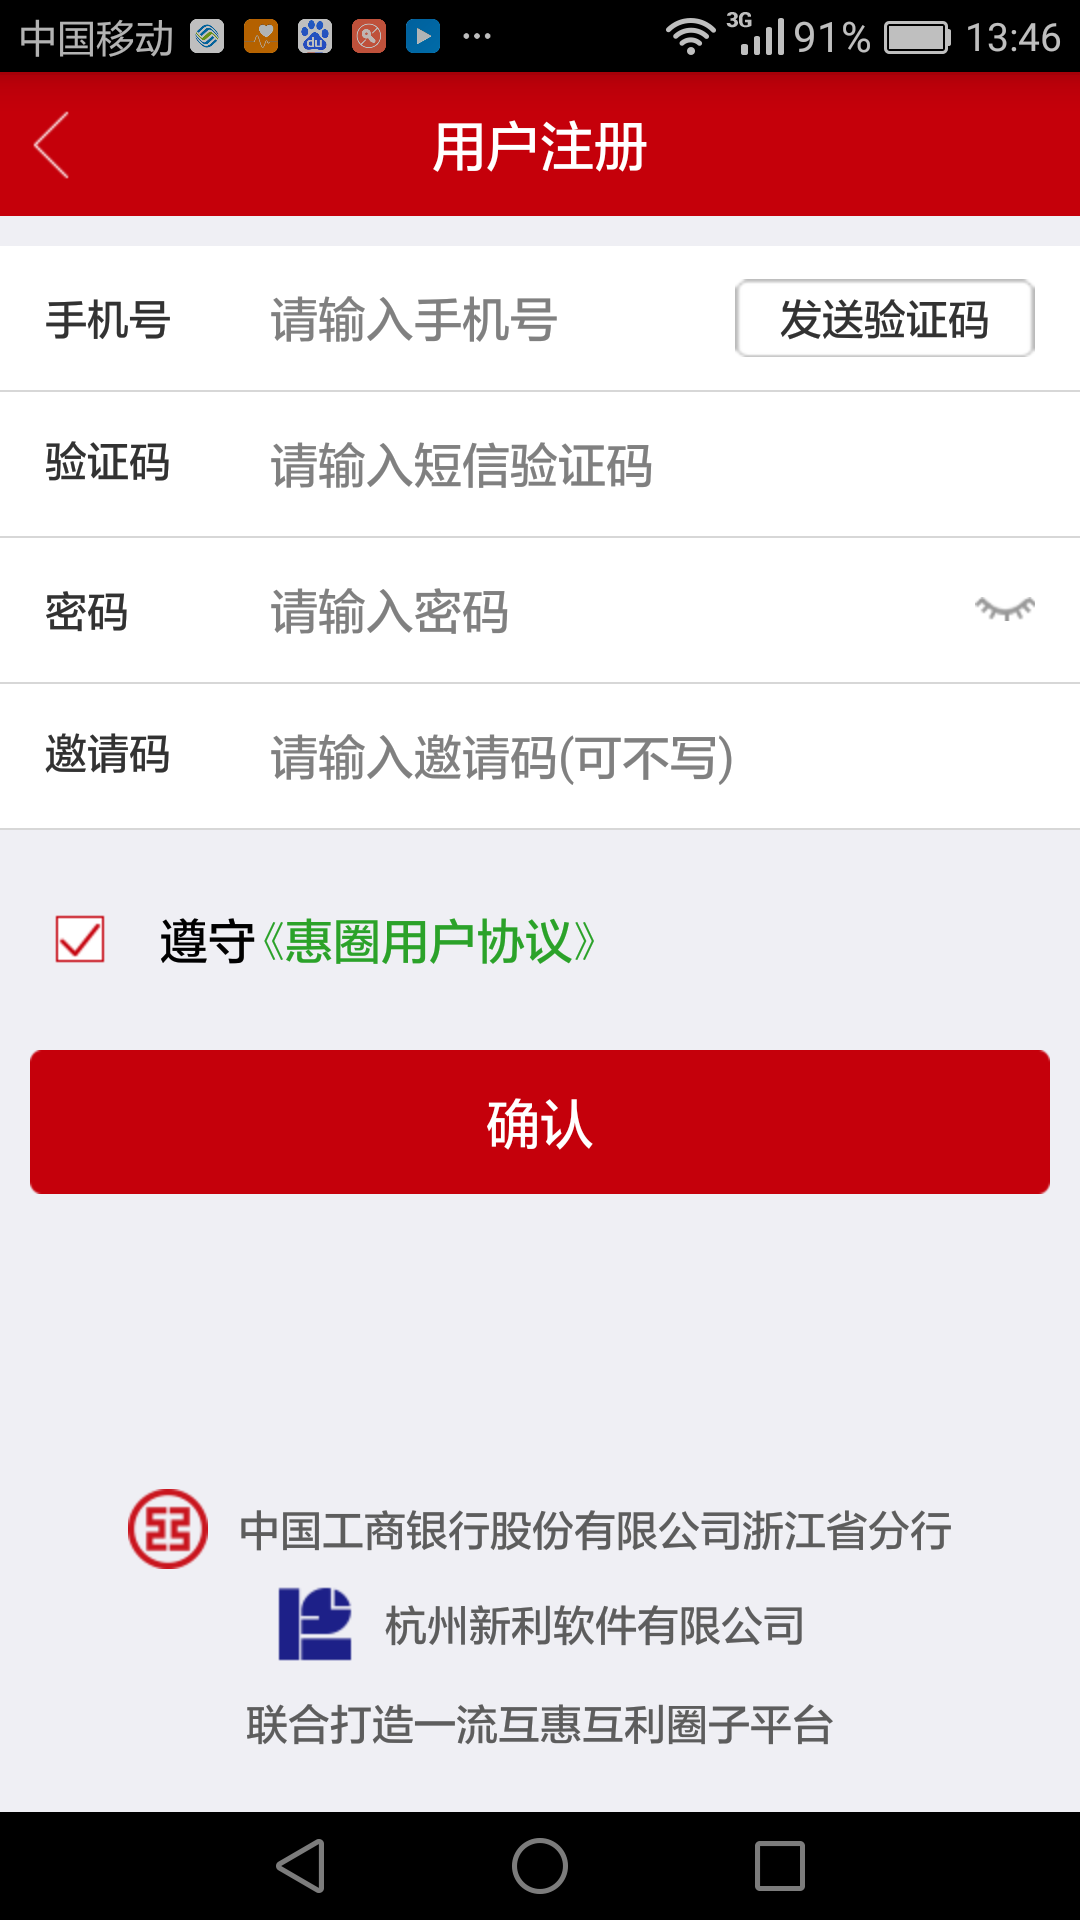 中国移动 du ... 3G 91% 13:46
用户注册
手机号 请输入手机号 发送验证码
验证码 请输入短信验证码
密码 请输入密码
邀请码 请输入邀请码(可不写)
遵守《惠圈用户协议》
确认
中国工商银行股份有限公司浙江省分行
杭州新利软件有限公司
联合打造一流互惠互利圈子平台